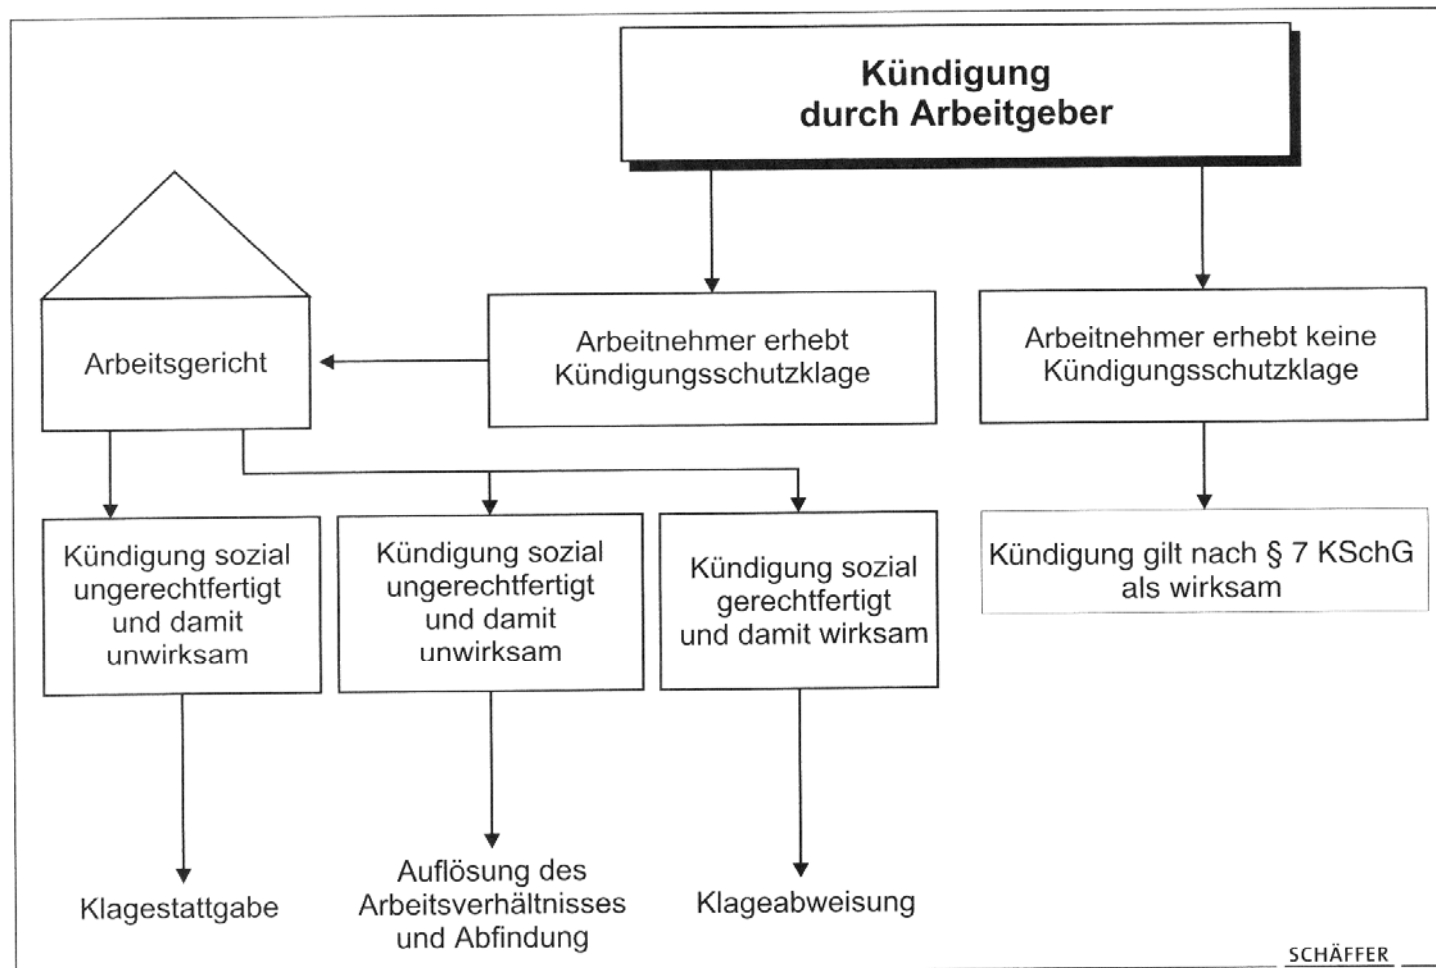 Kündigung
durch Arbeitgeber
Arbeitsgericht
Arbeitnehmer erhebt
Kündigungsschutzklage
Arbeitnehmer erhebt keine
Kündigungsschutzklage
Kündigung sozial
ungerechtfertigt
und damit
unwirksam
Kündigung sozial
ungerechtfertigt
und damit
unwirksam
Kündigung sozial
gerechtfertigt
und damit wirksam
Kündigung gilt nach § 7 KSchG
als wirksam
Klagestattgabe
Auflösung des
Arbeitsverhältnisses
und Abfindung
Klageabweisung
SCHÄFFER